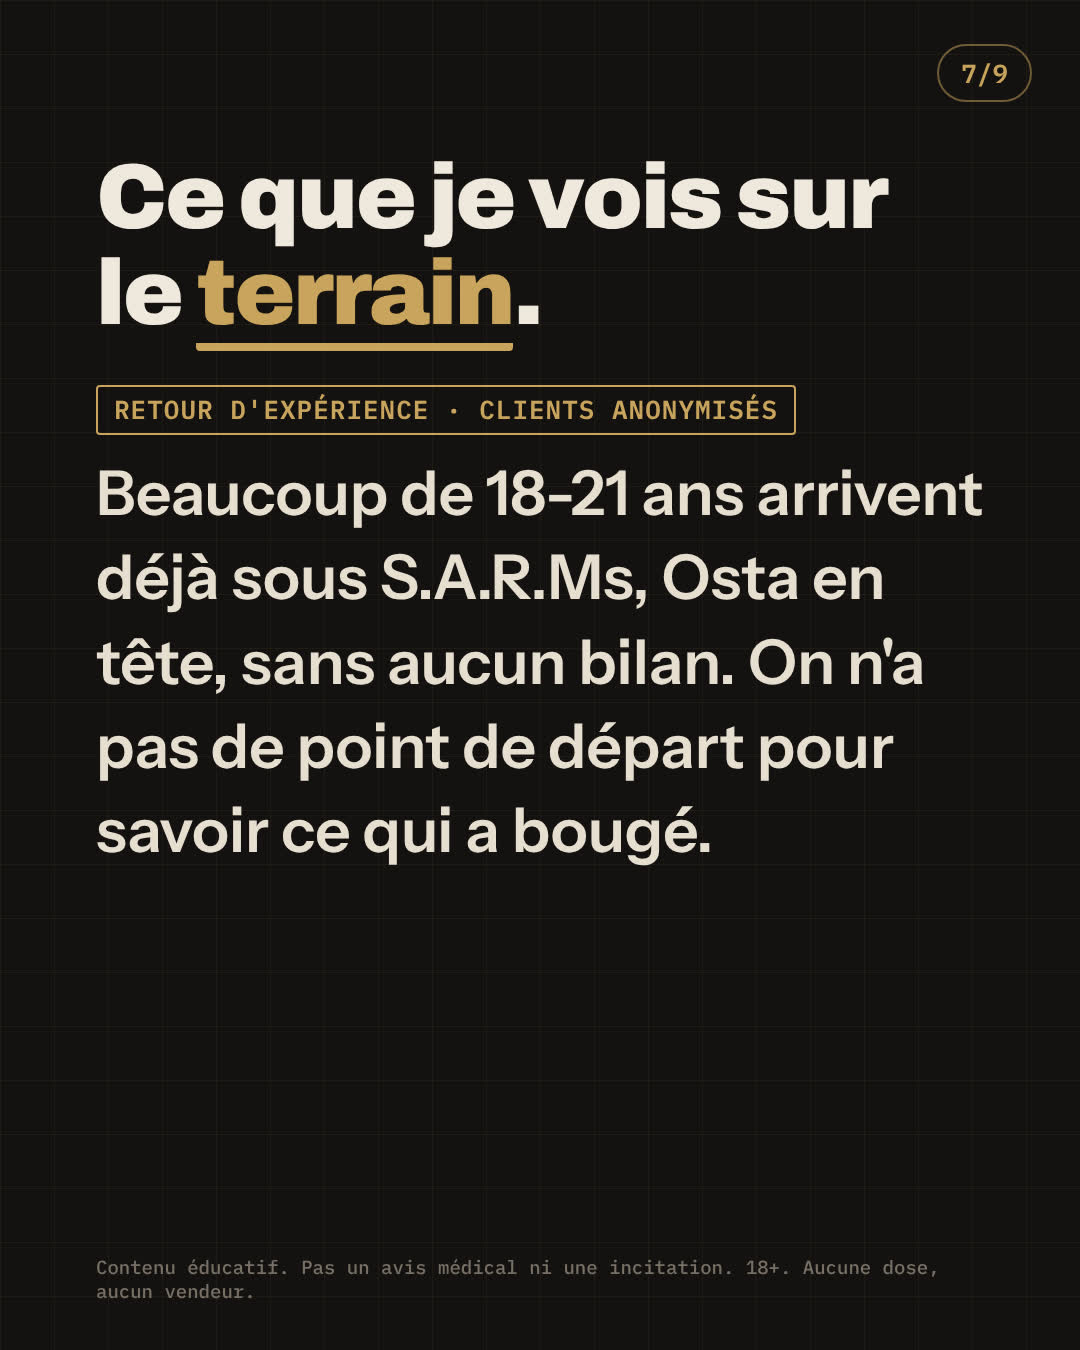 7/9
Ce que je vois sur
le terrain.
RETOUR D'EXPÉRIENCE · CLIENTS ANONYMISÉS
Beaucoup de 18-21 ans arrivent
déjà sous S.A.R.Ms, Osta en
tête, sans aucun bilan. On n'a
pas de point de départ pour
savoir ce qui a bougé.
Contenu éducatif. Pas un avis médical ni une incitation. 18+. Aucune dose,
aucun vendeur.